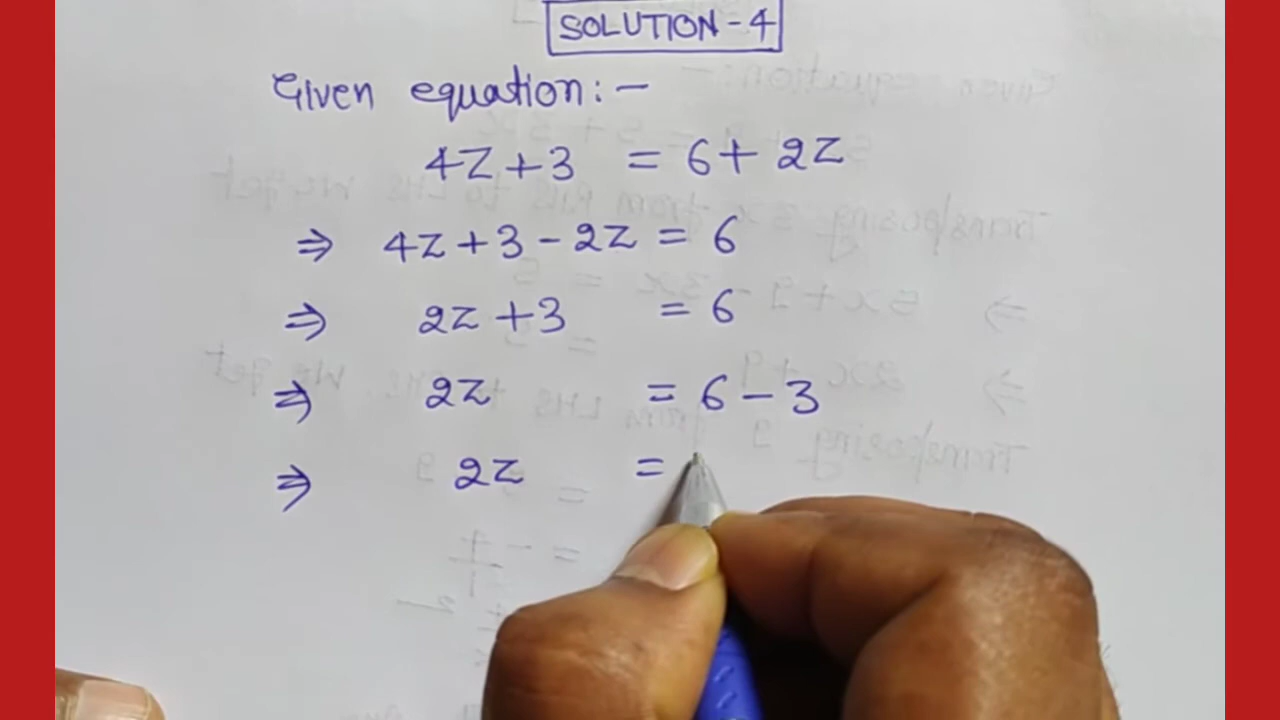 SOLUTION - 4
Given equation : -
4Z + 3 = 6 + 2Z
⇒ 4Z + 3 - 2Z = 6
⇒ 2Z + 3 = 6
⇒ 2Z = 6 - 3
⇒ 2Z =